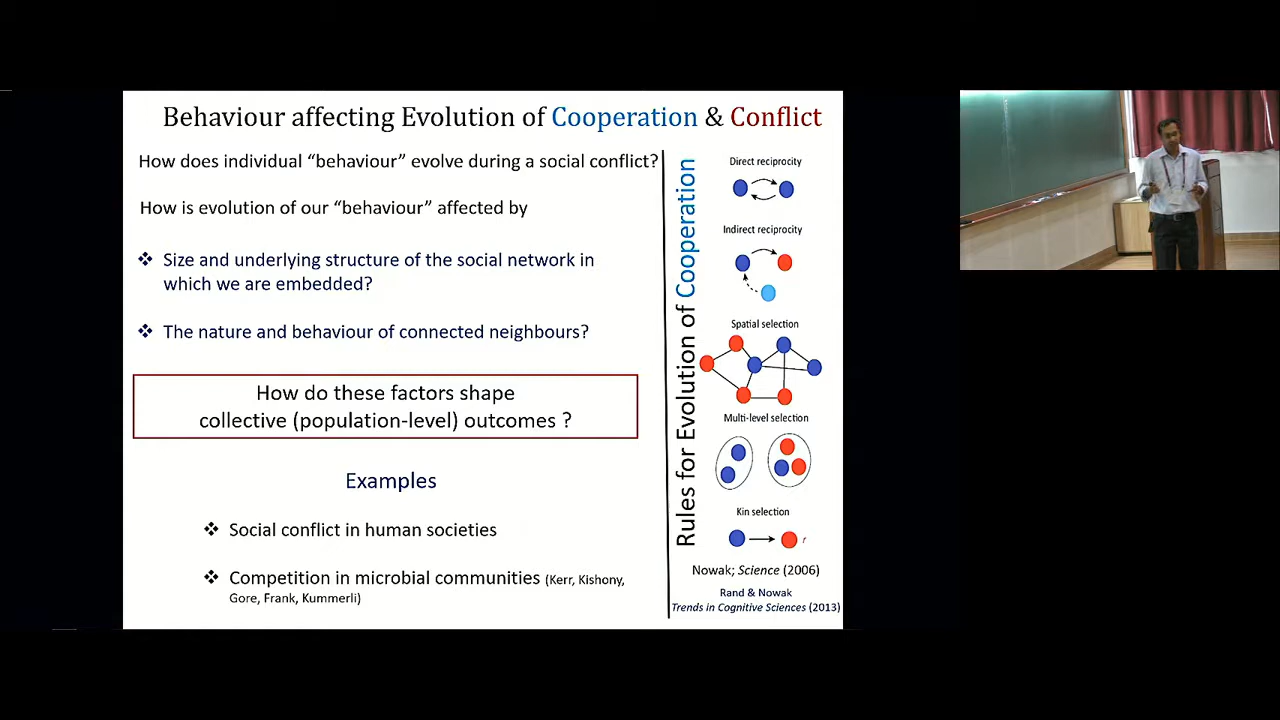 Behaviour affecting Evolution of Cooperation & Conflict
How does individual “behaviour” evolve during a social conflict?
How is evolution of our “behaviour” affected by
❖ Size and underlying structure of the social network in
which we are embedded?
❖ The nature and behaviour of connected neighbours?
How do these factors shape
collective (population-level) outcomes ?
Examples
❖ Social conflict in human societies
❖ Competition in microbial communities (Kerr, Kishony,
Gore, Frank, Kummerli)
Rules for Evolution of Cooperation
Direct reciprocity
Indirect reciprocity
Spatial selection
Multi-level selection
Kin selection
r
Nowak; Science (2006)
Rand & Nowak
Trends in Cognitive Sciences (2013)